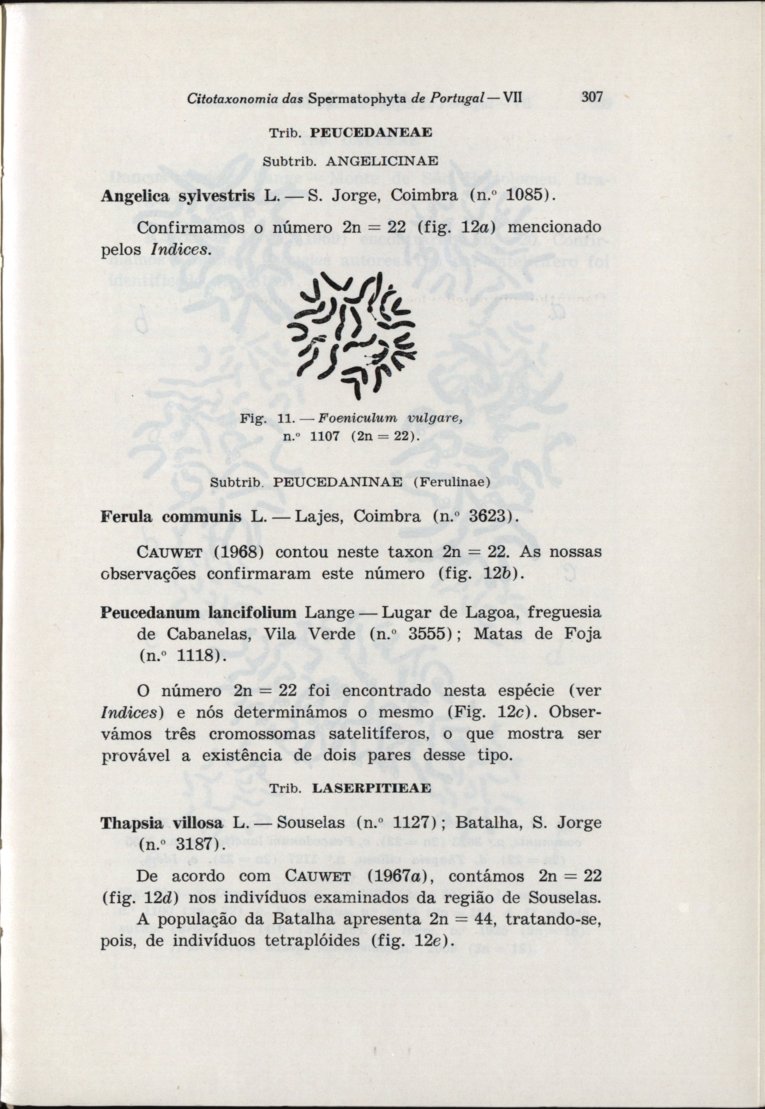 Citotaxonomia das Spermatophyta de Portugal — VII 307
Trib. PEUCEDANEAE
Subtrib. ANGELICINAE
Angelica sylvestris L. — S. Jorge, Coimbra (n.º 1085).
Confirmamos o número 2n = 22 (fig. 12a) mencionado
pelos Indices.
Fig. 11. — Foeniculum vulgare,
n.º 1107 (2n = 22).
Subtrib. PEUCEDANINAE (Ferulinae)
Ferula communis L. — Lajes, Coimbra (n.º 3623).
CAUWET (1968) contou neste taxon 2n = 22. As nossas
observações confirmaram este número (fig. 12b).
Peucedanum lancifolium Lange — Lugar de Lagoa, freguesia
de Cabanelas, Vila Verde (n.º 3555); Matas de Foja
(n.º 1118).
O número 2n = 22 foi encontrado nesta espécie (ver
Indices) e nós determinámos o mesmo (Fig. 12c). Obser-
vámos três cromossomas satelitíferos, o que mostra ser
provável a existência de dois pares desse tipo.
Trib. LASERPITIEAE
Thapsia villosa L. — Souselas (n.º 1127); Batalha, S. Jorge
(n.º 3187).
De acordo com CAUWET (1967a), contámos 2n = 22
(fig. 12d) nos indivíduos examinados da região de Souselas.
A população da Batalha apresenta 2n = 44, tratando-se,
pois, de indivíduos tetraplóides (fig. 12e).